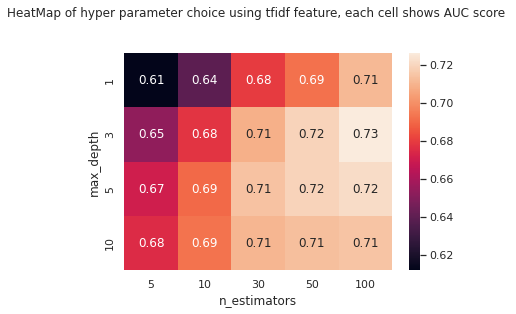 HeatMap of hyper parameter choice using tfidf feature, each cell shows AUC score
max_depth
1 0.61 0.64 0.68 0.69 0.71
3 0.65 0.68 0.71 0.72 0.73
5 0.67 0.69 0.71 0.72 0.72
10 0.68 0.69 0.71 0.71 0.71
5 10 30 50 100
n_estimators
0.72
0.70
0.68
0.66
0.64
0.62